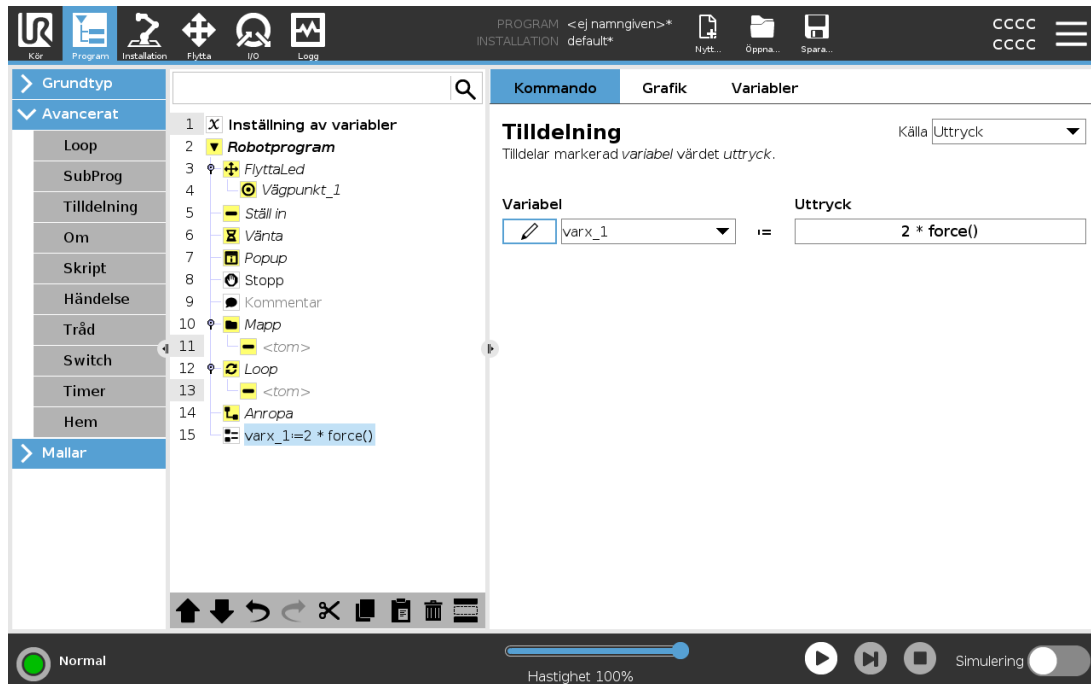 UR
Kör
Program
Installation
Flytta
I/O
Logg
PROGRAM <ej namngiven>*
INSTALLATION default*
Nytt...
Öppna...
Spara...
CCCC
CCCC
Grundtyp
Avancerat
Loop
SubProg
Tilldelning
Om
Skript
Händelse
Tråd
Switch
Timer
Hem
Mallar
1 X Inställning av variabler
2 Robotprogram
3 FlyttaLed
4 Vägpunkt_1
5 Ställ in
6 Vänta
7 Popup
8 Stopp
9 Kommentar
10 Mapp
11 <tom>
12 Loop
13 <tom>
14 Anropa
15 varx_1:=2 * force()
Kommando
Grafik
Variabler
Tilldelning
Tilldelar markerad variabel värdet uttryck.
Källa Uttryck
Variabel
Uttryck
varx_1 := 2 * force()
Normal
Hastighet 100%
Simulering